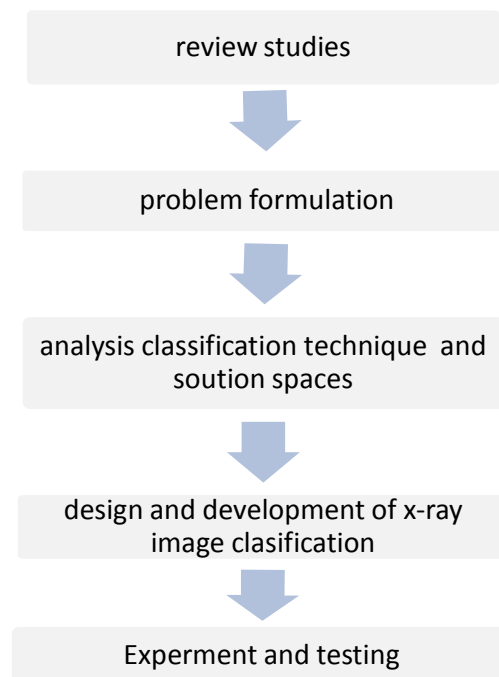 review studies
problem formulation
analysis classification technique and
soution spaces
design and development of x-ray
image clasification
Experment and testing